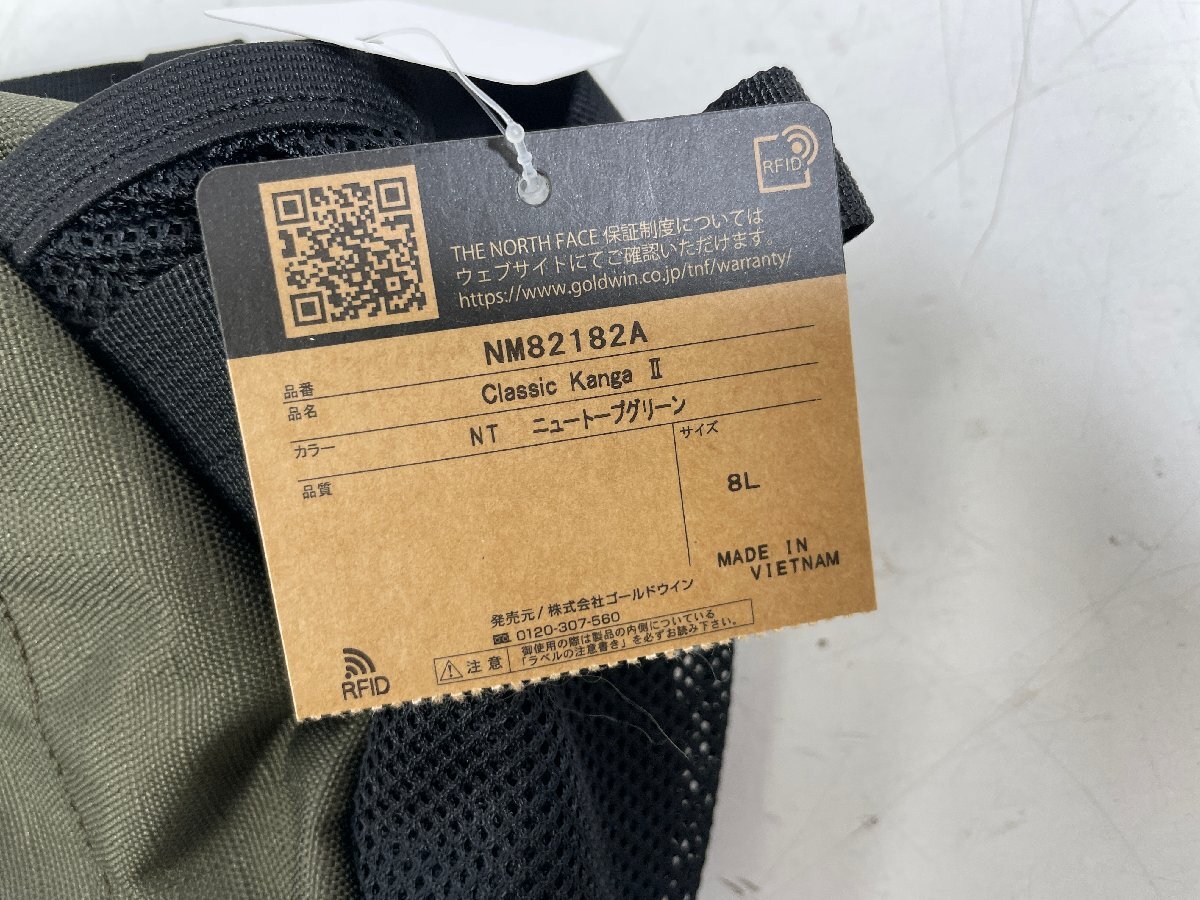 RFID
THE NORTH FACE 保証制度については
ウェブサイトにてご確認いただけます。
https://www.goldwin.co.jp/tnf/warranty/
品番 NM82182A
品名 Classic Kanga Ⅱ
カラー NT ニュートープグリーン
品質
サイズ
8L
MADE IN
VIETNAM
発売元/株式会社ゴールドウイン
0120-307-560
注意
御使用の際は製品の内側についている
「ラベルの注意書き」を必ずお読み下さい。
RFID